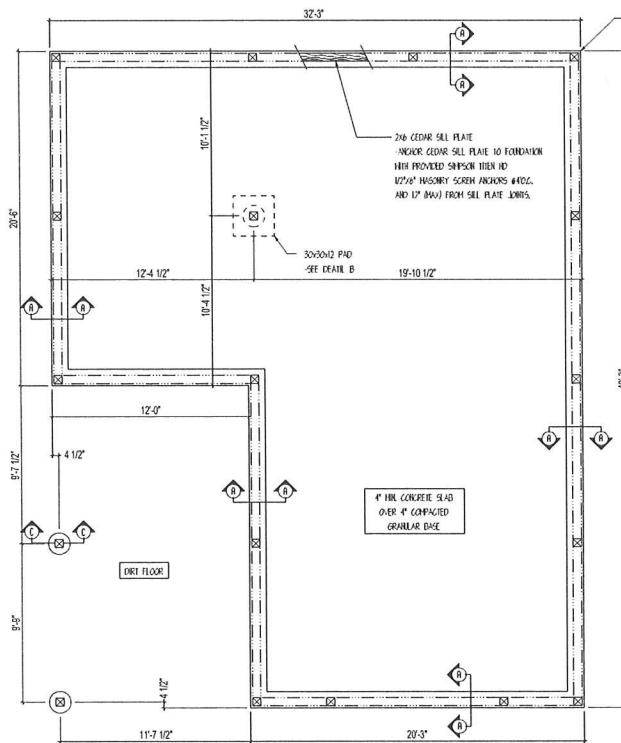 32'-3"
A
A
2x6 CEDAR SILL PLATE
-ANCHOR CEDAR SILL PLATE TO FOUNDATION
WITH PROVIDED SIMPSON TITEN HD
1/2"x6" MASONRY SCREW ANCHORS
AND 12" (MAX) FROM SILL PLATE JOINTS.
10'-1 1/2"
20'-6"
30x30x12 PAD
-SEE DEATIL B
12'-4 1/2"
19'-10 1/2"
10'-4 1/2"
A
A
12'-0"
9'-7 1/2"
4 1/2"
A
A
A
A
4" MIN. CONCRETE SLAB
OVER 4" COMPACTED
GRANULAR BASE
C
C
DIRT FLOOR
9'-9"
4 1/2"
A
A
11'-7 1/2"
20'-3"